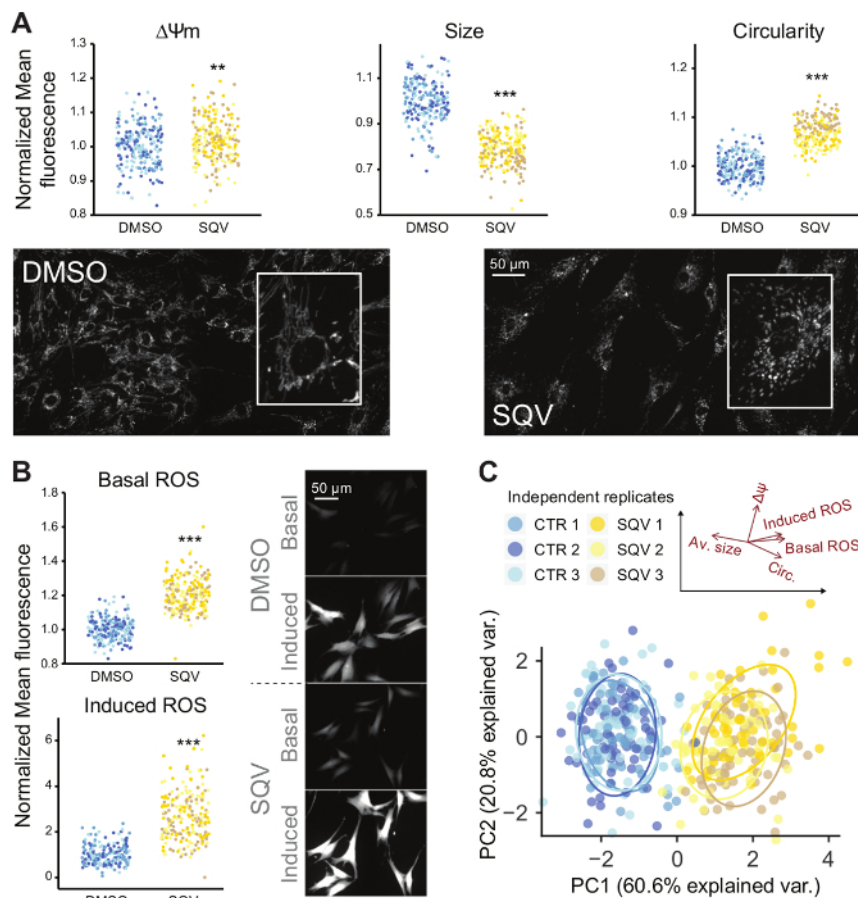 A
ΔΨm
Size
Circularity
Normalized Mean
fluorescence
1.3
1.2
1.1
1.0
0.9
0.8
**
DMSO SQV
1.1
0.9
0.7
0.5
***
DMSO SQV
1.2
1.1
1.0
0.9
***
DMSO SQV
DMSO
50 µm
SQV
B
Basal ROS
Normalized Mean fluorescence
1.8
1.6
1.4
1.2
1.0
0.8
***
DMSO SQV
Induced ROS
6
4
2
0
***
DMSO SQV
50 µm
DMSO
Basal
Induced
SQV
Basal
Induced
C
Independent replicates
CTR 1 SQV 1
CTR 2 SQV 2
CTR 3 SQV 3
ΔΨ
Induced ROS
Av. size
Basal ROS
Circ.
PC2 (20.8% explained var.)
2
0
−2
−2 0 2 4
PC1 (60.6% explained var.)